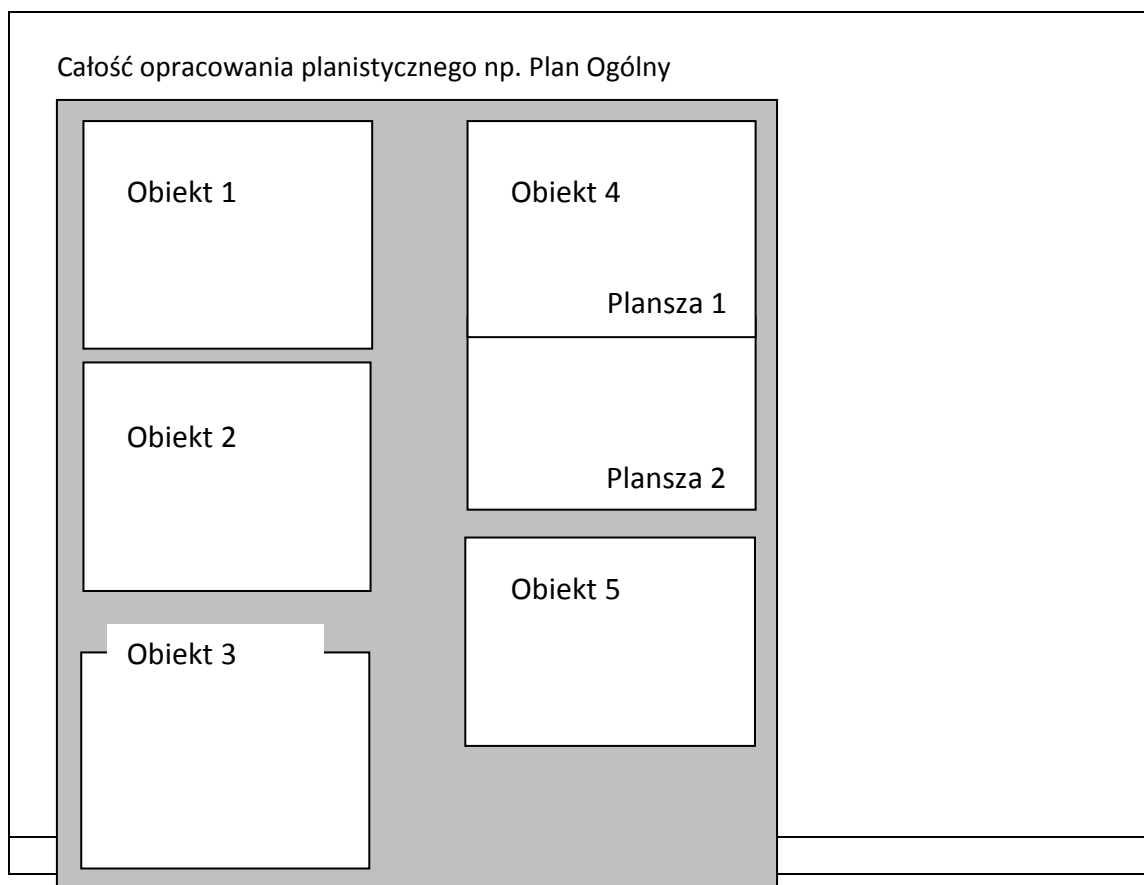 Całość opracowania planistycznego np. Plan Ogólny
Obiekt 1
Obiekt 2
Obiekt 3
Obiekt 4
Plansza 1
Plansza 2
Obiekt 5